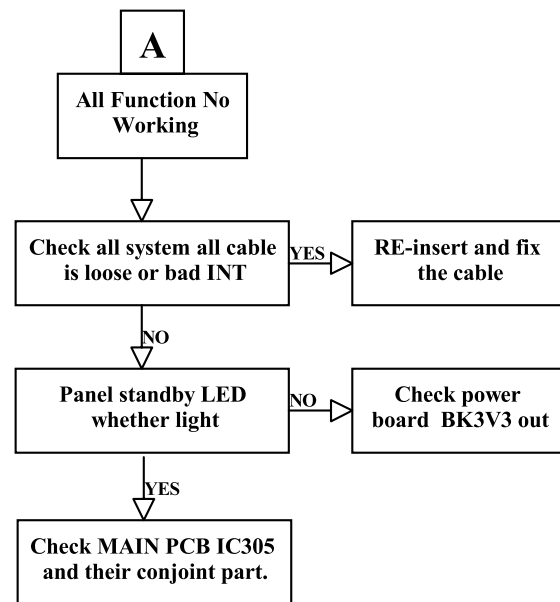 A
All Function No
Working
Check all system all cable
is loose or bad INT
YES
RE-insert and fix
the cable
NO
Panel standby LED
whether light
NO
Check power
board BK3V3 out
YES
Check MAIN PCB IC305
and their conjoint part.